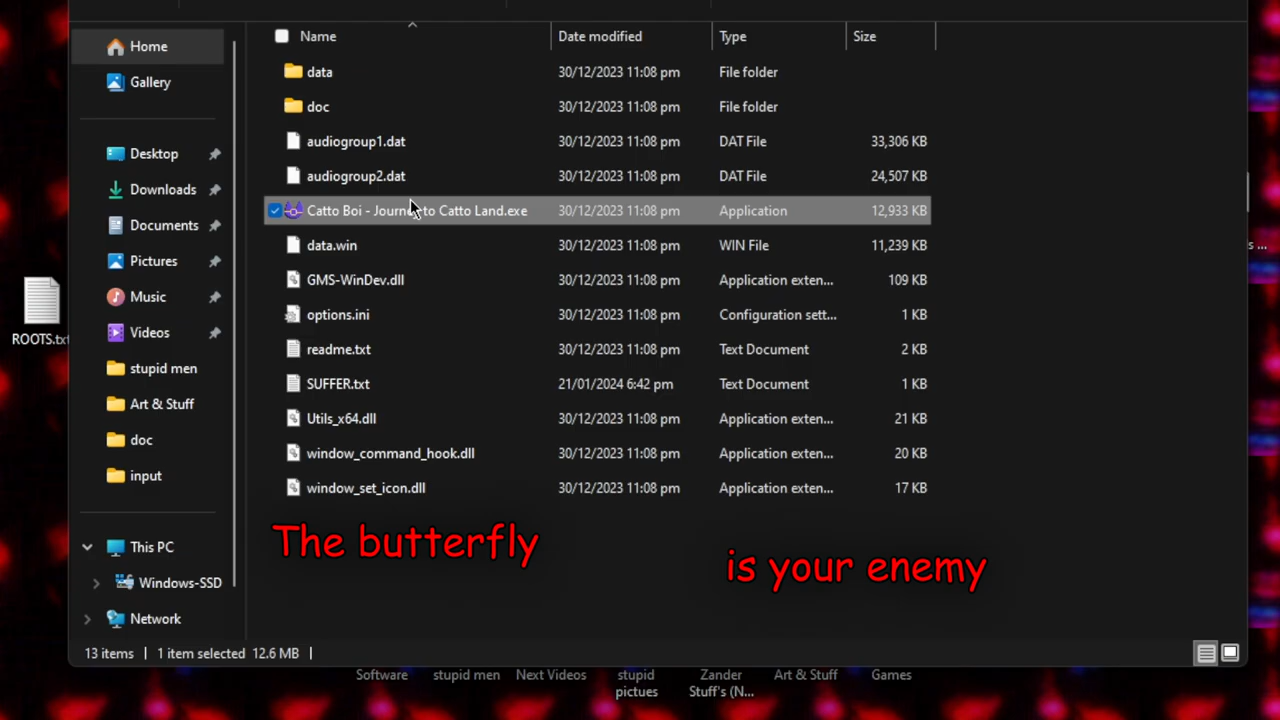 Name Date modified Type Size
Home
Gallery
Desktop
Downloads
Documents
Pictures
Music
Videos
stupid men
Art & Stuff
doc
input
This PC
Windows-SSD
Network
data 30/12/2023 11:08 pm File folder
doc 30/12/2023 11:08 pm File folder
audiogroup1.dat 30/12/2023 11:08 pm DAT File 33,306 KB
audiogroup2.dat 30/12/2023 11:08 pm DAT File 24,507 KB
Catto Boi - Journey to Catto Land.exe 30/12/2023 11:08 pm Application 12,933 KB
data.win 30/12/2023 11:08 pm WIN File 11,239 KB
GMS-WinDev.dll 30/12/2023 11:08 pm Application exten... 109 KB
options.ini 30/12/2023 11:08 pm Configuration sett... 1 KB
readme.txt 30/12/2023 11:08 pm Text Document 2 KB
SUFFER.txt 21/01/2024 6:42 pm Text Document 1 KB
Utils_x64.dll 30/12/2023 11:08 pm Application exten... 21 KB
window_command_hook.dll 30/12/2023 11:08 pm Application exten... 20 KB
window_set_icon.dll 30/12/2023 11:08 pm Application exten... 17 KB
The butterfly
is your enemy
13 items 1 item selected 12.6 MB
ROOTS.txt
s ...
Software stupid men Next Videos stupid pictues Zander Stuff's (N... Art & Stuff Games